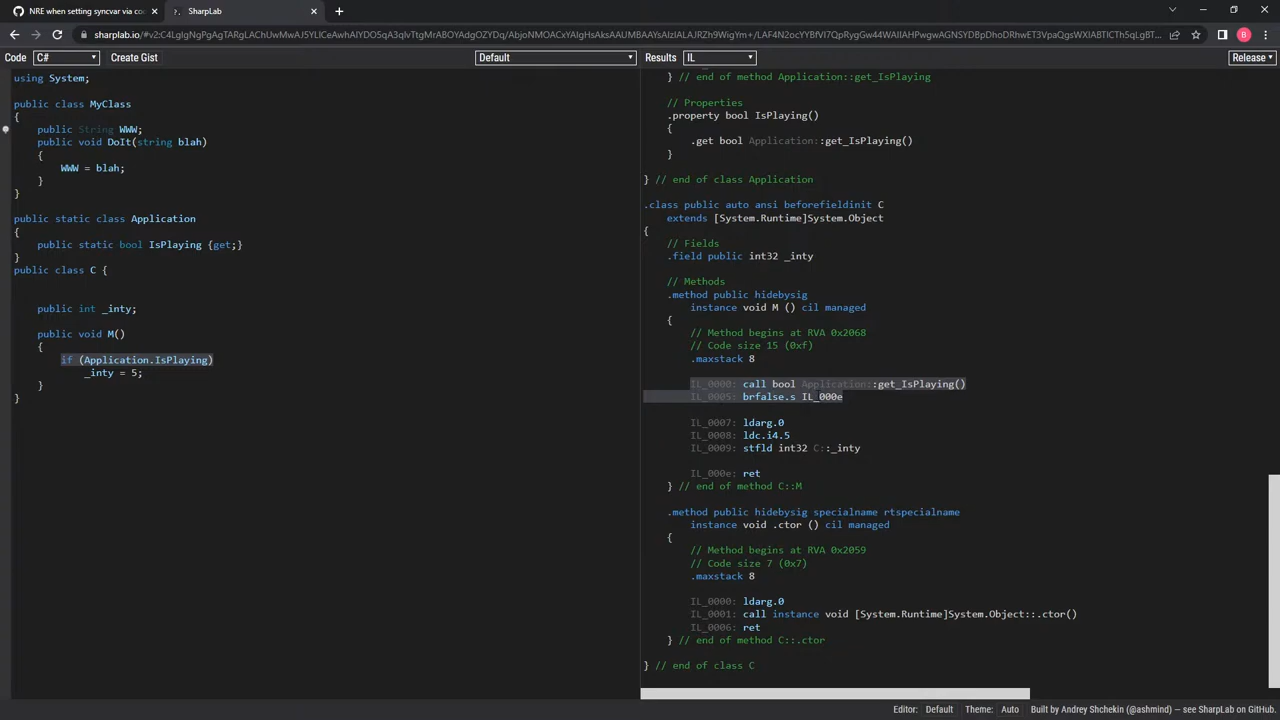 NRE when setting syncvar via co
SharpLab
Code
C#
Create Gist
Default
Results
IL
Release
using System;
public class MyClass
{
public String WWW;
public void DoIt(string blah)
{
WWW = blah;
}
}
public static class Application
{
public static bool IsPlaying {get;}
}
public class C {
public int _inty;
public void M()
{
if (Application.IsPlaying)
_inty = 5;
}
}
} // end of method Application::get_IsPlaying
// Properties
.property bool IsPlaying()
{
.get bool Application::get_IsPlaying()
}
} // end of class Application
.class public auto ansi beforefieldinit C
extends [System.Runtime]System.Object
{
// Fields
.field public int32 _inty
// Methods
.method public hidebysig
instance void M () cil managed
{
// Method begins at RVA 0x2068
// Code size 15 (0xf)
.maxstack 8
IL_0000: call bool Application::get_IsPlaying()
IL_0005: brfalse.s IL_000e
IL_0007: ldarg.0
IL_0008: ldc.i4.5
IL_0009: stfld int32 C::_inty
IL_000e: ret
} // end of method C::M
.method public hidebysig specialname rtspecialname
instance void .ctor () cil managed
{
// Method begins at RVA 0x2059
// Code size 7 (0x7)
.maxstack 8
IL_0000: ldarg.0
IL_0001: call instance void [System.Runtime]System.Object::.ctor()
IL_0006: ret
} // end of method C::.ctor
} // end of class C
Editor: Default Theme: Auto Built by Andrey Shchekin (@ashmind) — see SharpLab on GitHub.